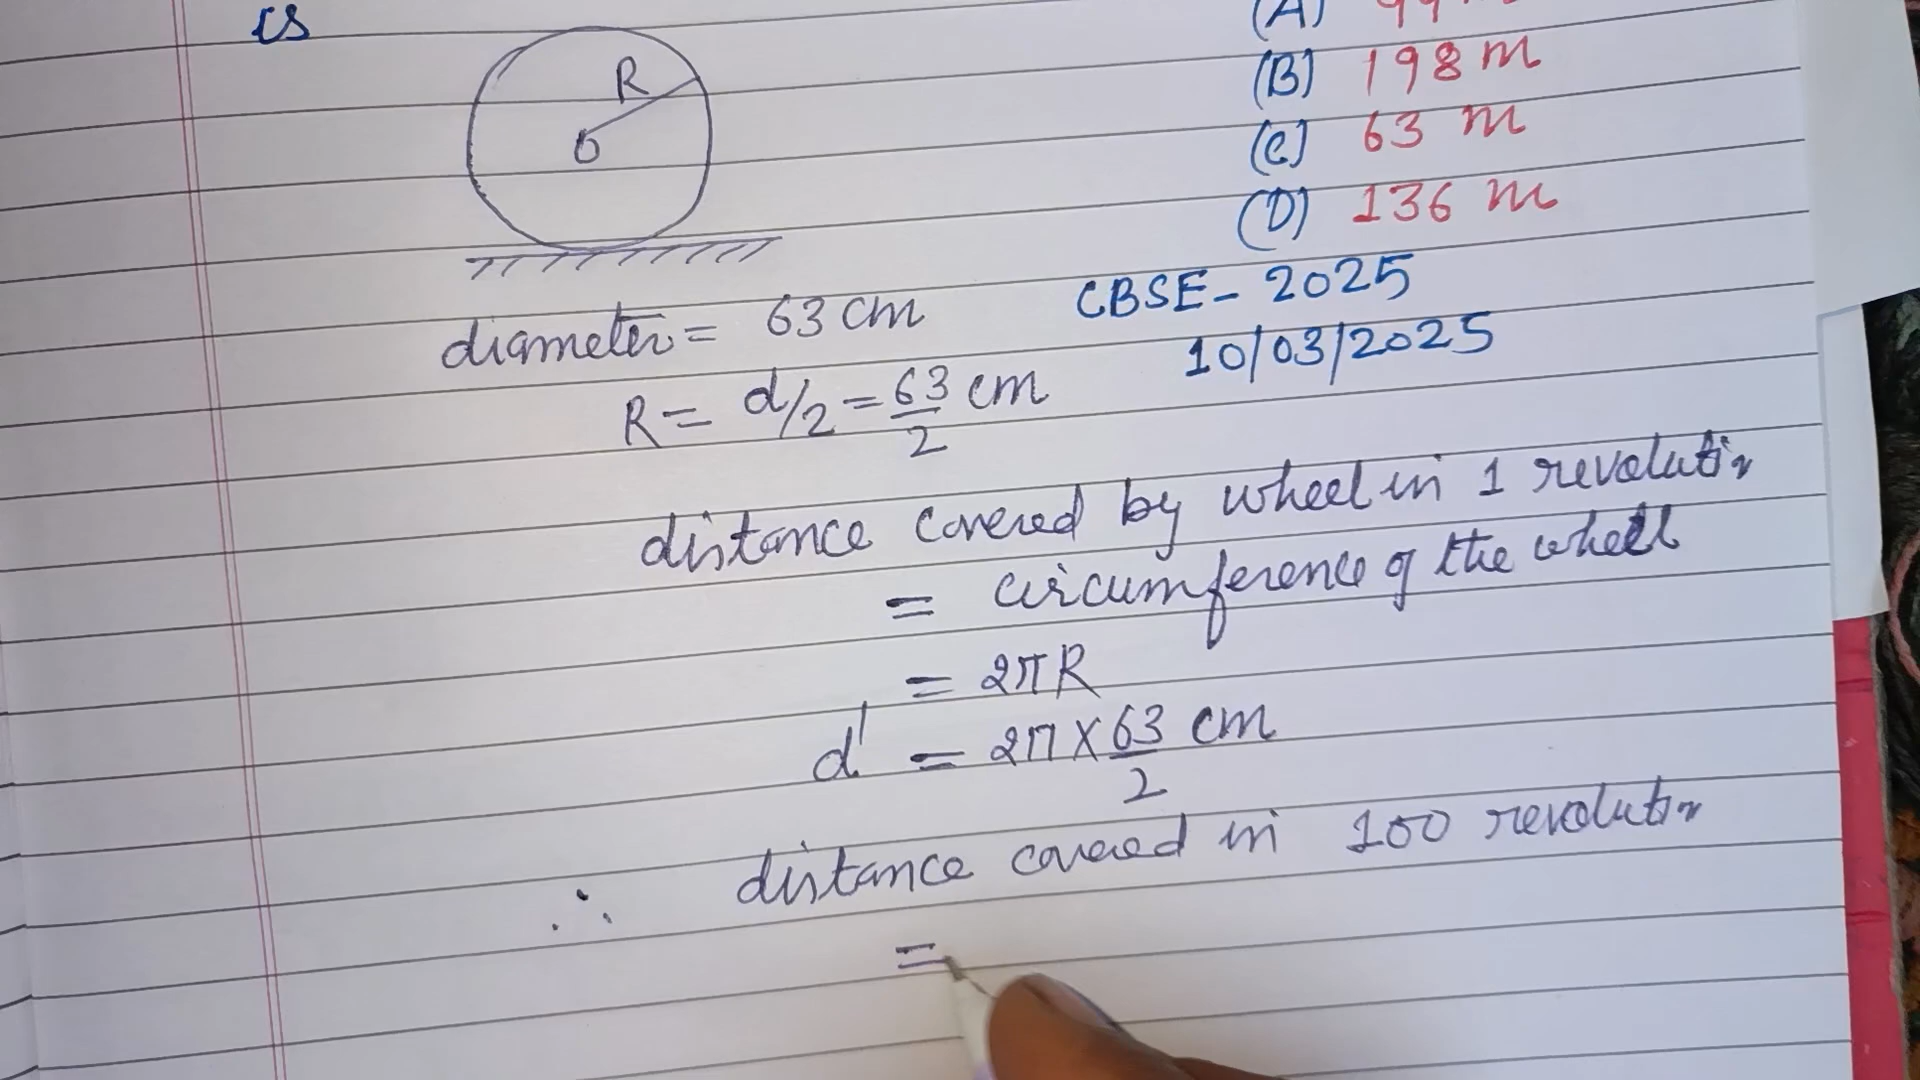 is
(A) 99 m
(B) 198 m
R
(C) 63 m
O
(D) 136 m
diameter = 63 cm
CBSE - 2025
10/03/2025
R = d/2 = 63/2 cm
distance covered by wheel in 1 revolution
= circumference of the wheel
= 2πR
d' = 2π × 63/2 cm
∴ distance covered in 100 revolution
=